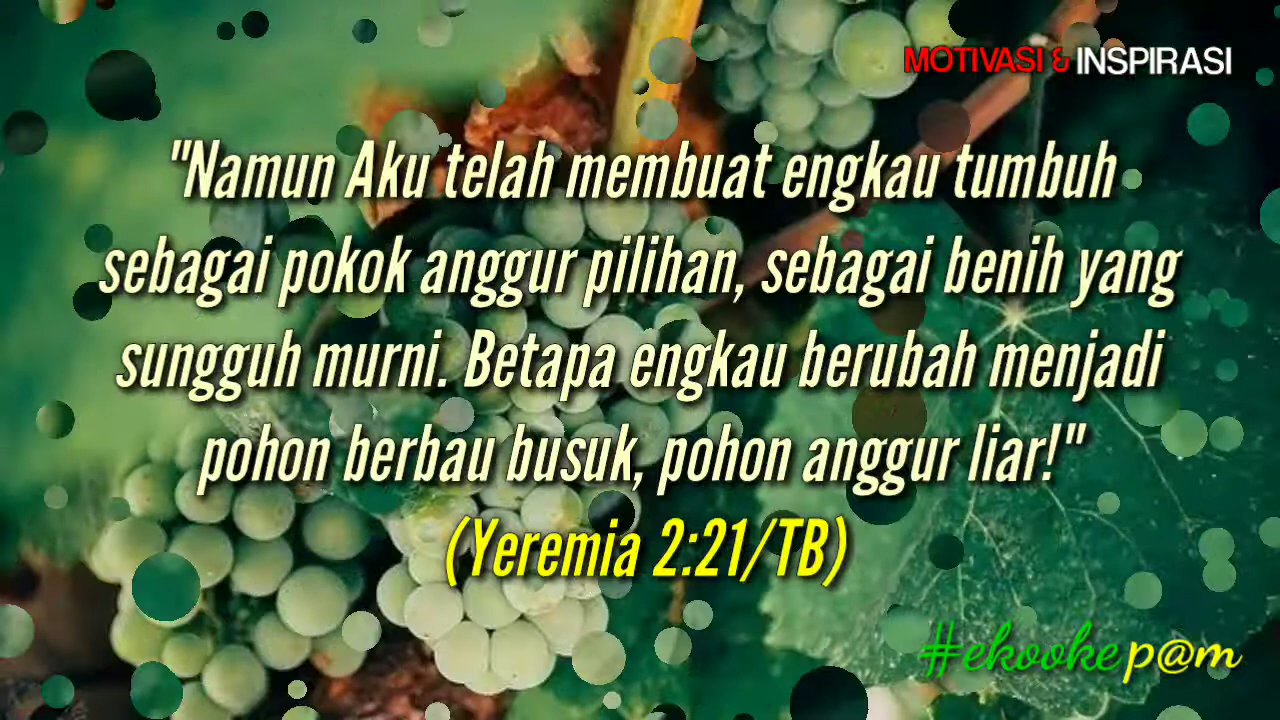 MOTIVASI & INSPIRASI
"Namun Aku telah membuat engkau tumbuh
sebagai pokok anggur pilihan, sebagai benih yang
sungguh murni. Betapa engkau berubah menjadi
pohon berbau busuk, pohon anggur liar!"
(Yeremia 2:21/TB)
#ekookep@m